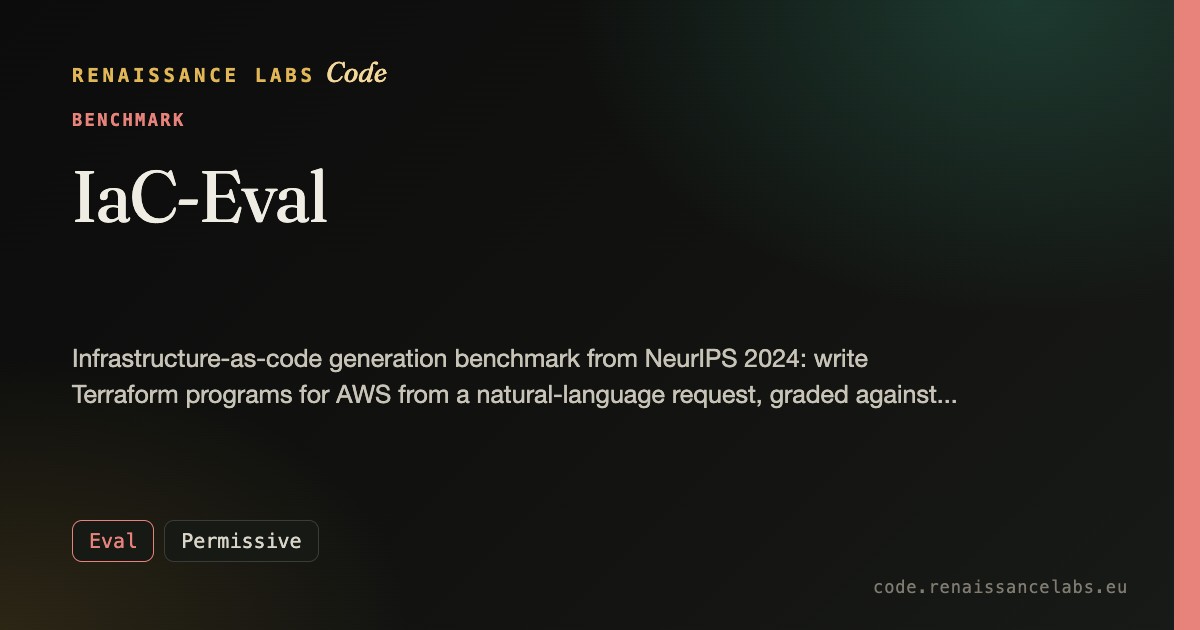 RENAISSANCE LABS Code
BENCHMARK
IaC-Eval
Infrastructure-as-code generation benchmark from NeurIPS 2024: write
Terraform programs for AWS from a natural-language request, graded against...
Eval
Permissive
code.renaissancelabs.eu